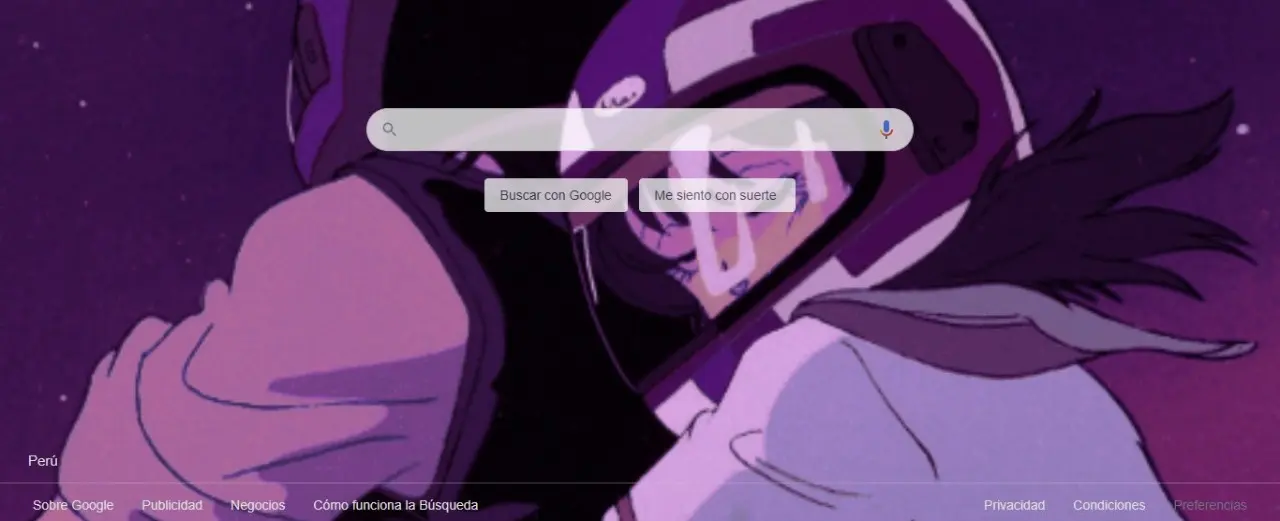 Buscar con Google Me siento con suerte
Perú
Sobre Google Publicidad Negocios Cómo funciona la Búsqueda Privacidad Condiciones Preferencias